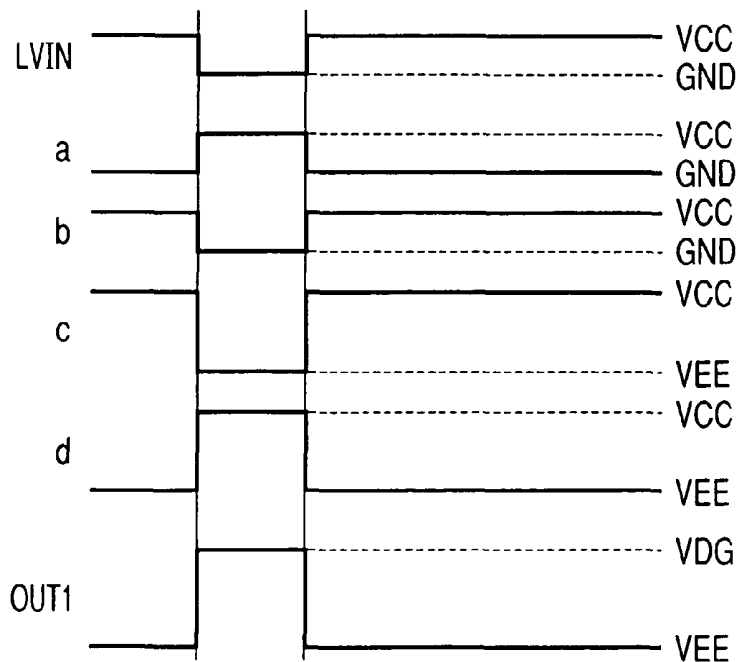 LVIN
VCC
GND
a
VCC
GND
b
VCC
GND
c
VCC
VEE
d
VCC
VEE
OUT1
VDG
VEE